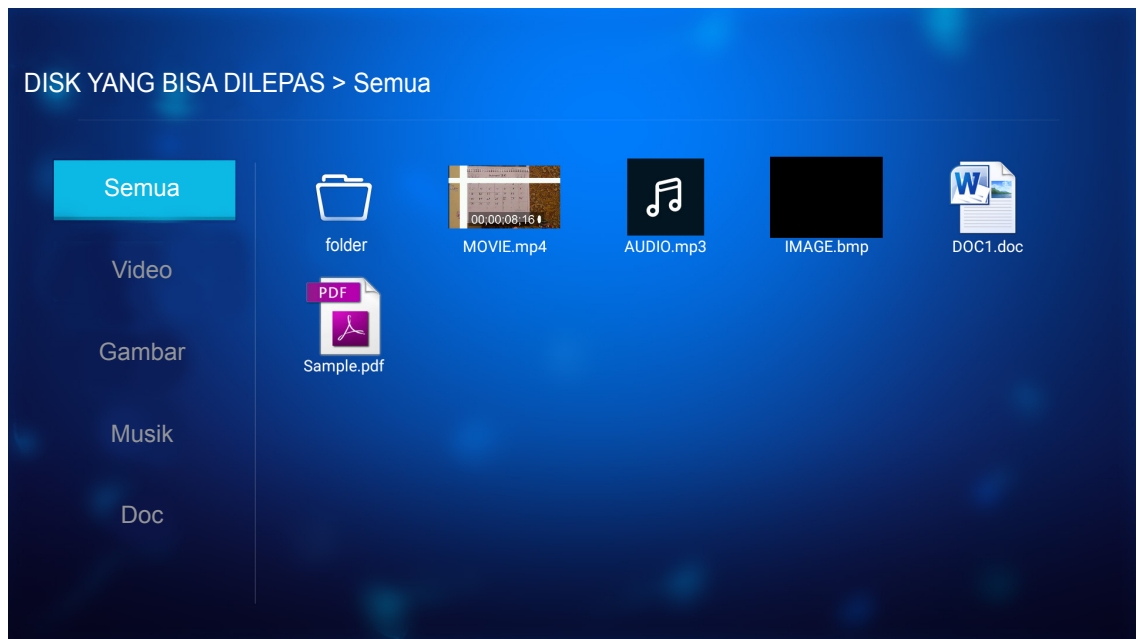 DISK YANG BISA DILEPAS > Semua
Semua
Video
Gambar
Musik
Doc
folder
00;00;08;16
MOVIE.mp4
AUDIO.mp3
IMAGE.bmp
W
DOC1.doc
PDF
Sample.pdf